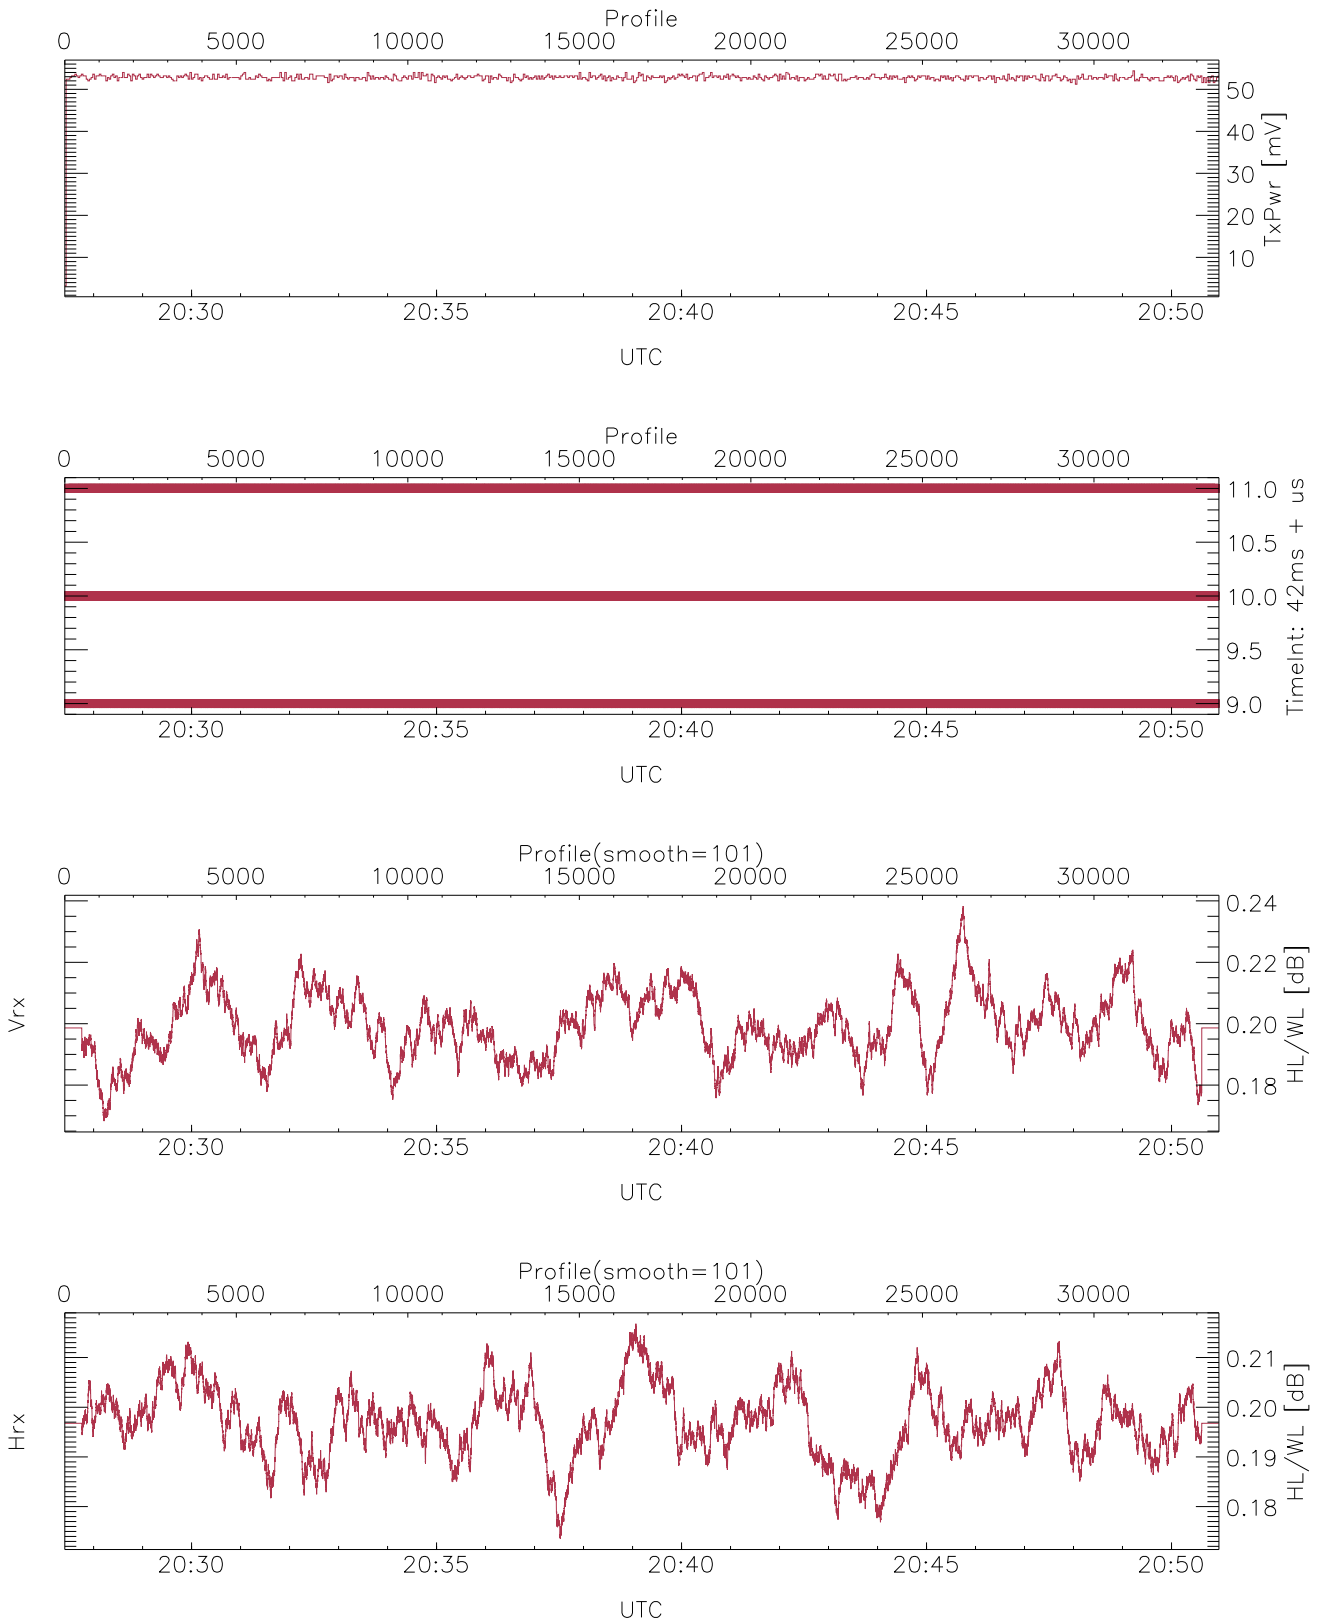 Profile
0 5000 10000 15000 20000 25000 30000
50
40
30
20
10
TxPwr [mV]
20:30 20:35 20:40 20:45 20:50
UTC
Profile
0 5000 10000 15000 20000 25000 30000
11.0
10.5
10.0
9.5
9.0
TimeInt: 42ms + us
20:30 20:35 20:40 20:45 20:50
UTC
Profile(smooth=101)
0 5000 10000 15000 20000 25000 30000
Vrx
0.24
0.22
0.20
0.18
HL/WL [dB]
20:30 20:35 20:40 20:45 20:50
UTC
Profile(smooth=101)
0 5000 10000 15000 20000 25000 30000
Hrx
0.21
0.20
0.19
0.18
HL/WL [dB]
20:30 20:35 20:40 20:45 20:50
UTC